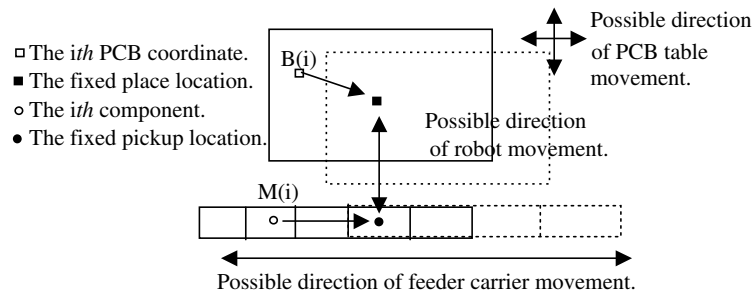 The ith PCB coordinate.
The fixed place location.
The ith component.
The fixed pickup location.
B(i)
Possible direction
of PCB table
movement.
Possible direction
of robot movement.
M(i)
Possible direction of feeder carrier movement.